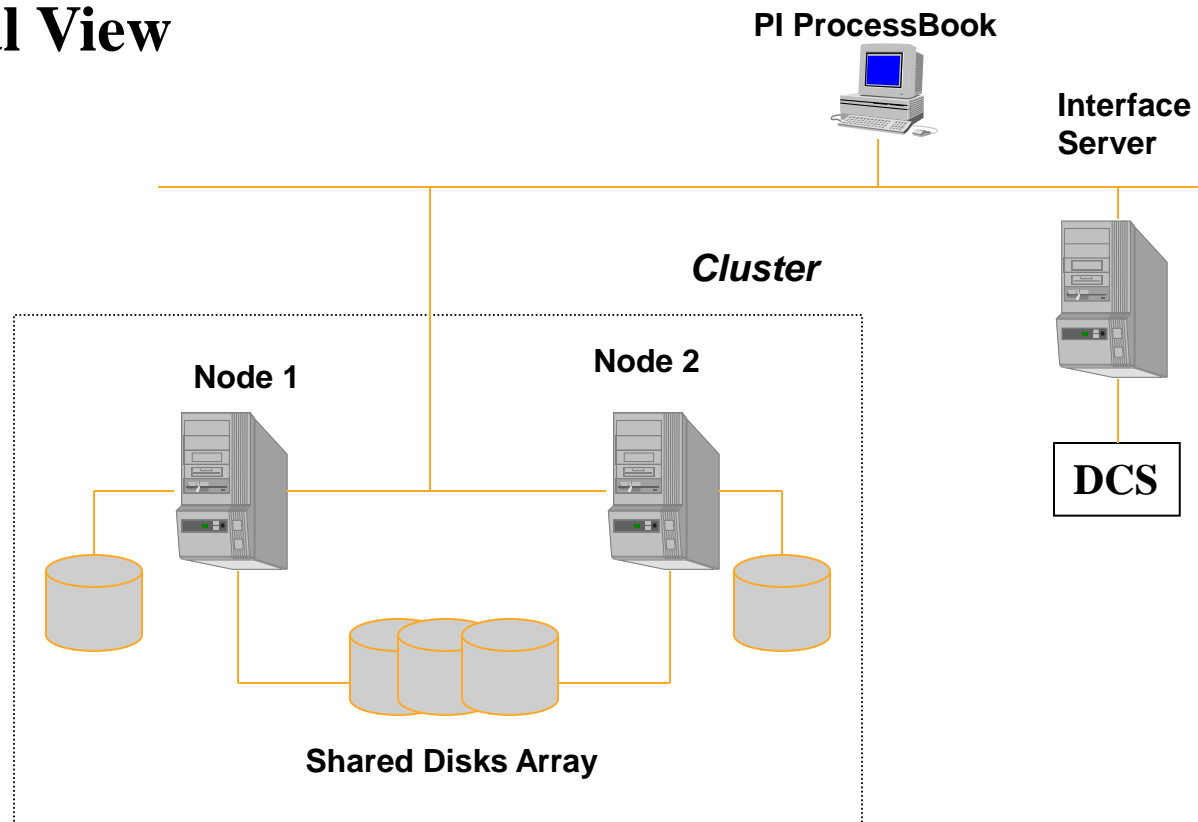 View
PI ProcessBook
Interface
Server
Cluster
Node 1
Node 2
DCS
Shared Disks Array